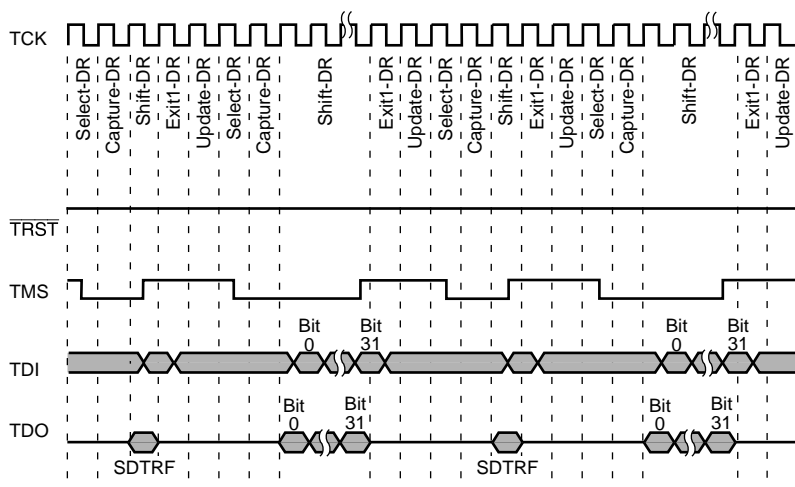 TCK
Select-DR
Capture-DR
Shift-DR
Exit1-DR
Update-DR
Select-DR
Capture-DR
Shift-DR
Exit1-DR
Update-DR
Select-DR
Capture-DR
Shift-DR
Exit1-DR
Update-DR
Select-DR
Capture-DR
Shift-DR
Exit1-DR
Update-DR
TRST
TMS
Bit
0
Bit
31
Bit
0
Bit
31
TDI
Bit
0
Bit
31
Bit
0
Bit
31
TDO
SDTRF
SDTRF